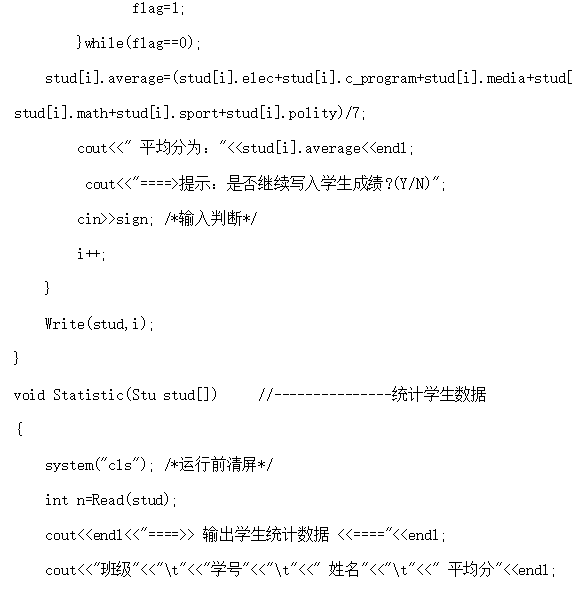 flag=1;
}while(flag==0);
stud[i].average=(stud[i].elec+stud[i].c_program+stud[i].media+stud[
stud[i].math+stud[i].sport+stud[i].polity)/7;
cout<<" 平均分为："<<stud[i].average<<endl;
cout<<"====>提示：是否继续写入学生成绩?(Y/N)";
cin>>sign; /*输入判断*/
i++;
}
Write(stud,i);
}
void Statistic(Stu stud[]) //---------------统计学生数据
{
system("cls"); /*运行前清屏*/
int n=Read(stud);
cout<<endl<<"====>> 输出学生统计数据 <<===="<<endl;
cout<<"班级"<<"\t"<<"学号"<<"\t"<<" 姓名"<<"\t"<<" 平均分"<<endl;